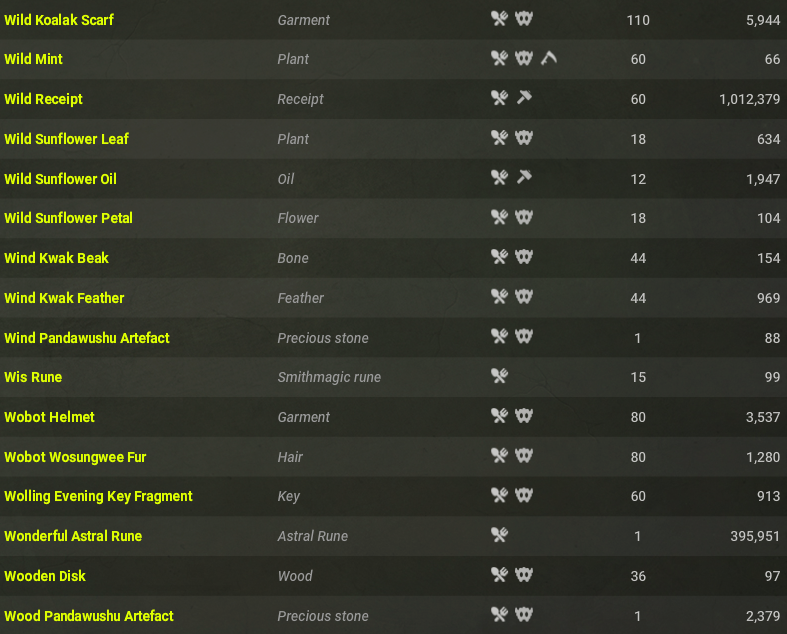 Wild Koalak Scarf Garment 110 5,944
Wild Mint Plant 60 66
Wild Receipt Receipt 60 1,012,379
Wild Sunflower Leaf Plant 18 634
Wild Sunflower Oil Oil 12 1,947
Wild Sunflower Petal Flower 18 104
Wind Kwak Beak Bone 44 154
Wind Kwak Feather Feather 44 969
Wind Pandawushu Artefact Precious stone 1 88
Wis Rune Smithmagic rune 15 99
Wobot Helmet Garment 80 3,537
Wobot Wosungwee Fur Hair 80 1,280
Wolling Evening Key Fragment Key 60 913
Wonderful Astral Rune Astral Rune 1 395,951
Wooden Disk Wood 36 97
Wood Pandawushu Artefact Precious stone 1 2,379